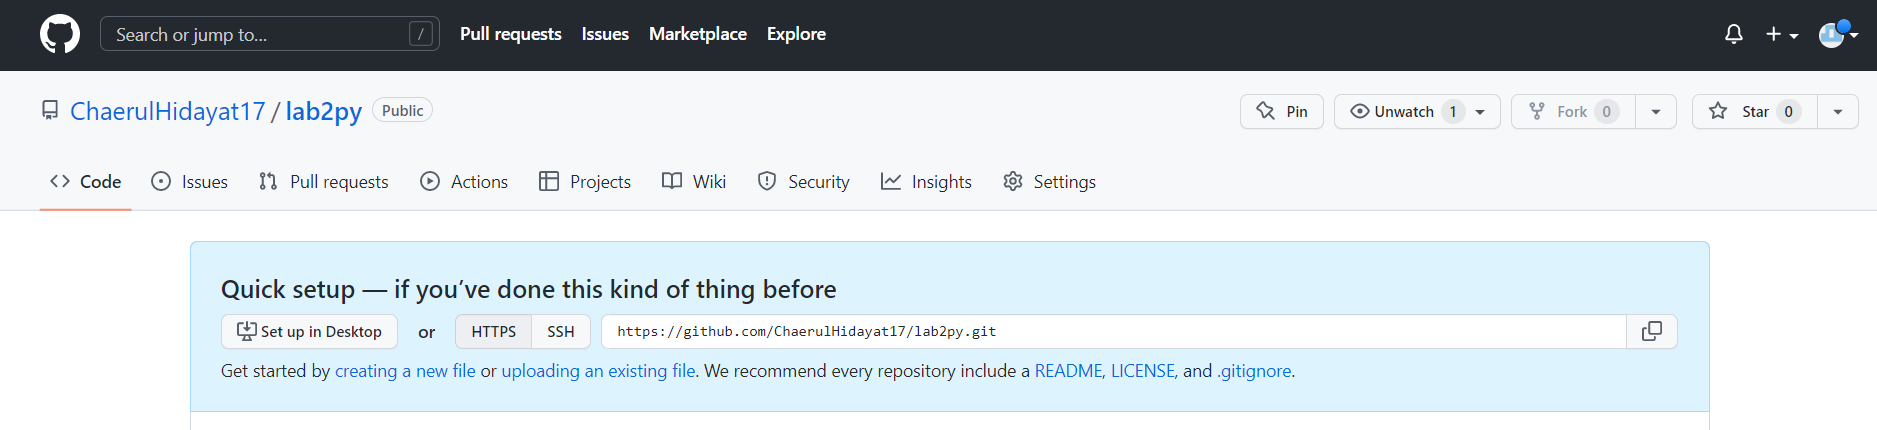 Search or jump to... / Pull requests Issues Marketplace Explore
ChaerulHidayat17 / lab2py Public Pin Unwatch 1 Fork 0 Star 0
Code Issues Pull requests Actions Projects Wiki Security Insights Settings
Quick setup — if you’ve done this kind of thing before
Set up in Desktop or HTTPS SSH https://github.com/ChaerulHidayat17/lab2py.git
Get started by creating a new file or uploading an existing file. We recommend every repository include a README, LICENSE, and .gitignore.